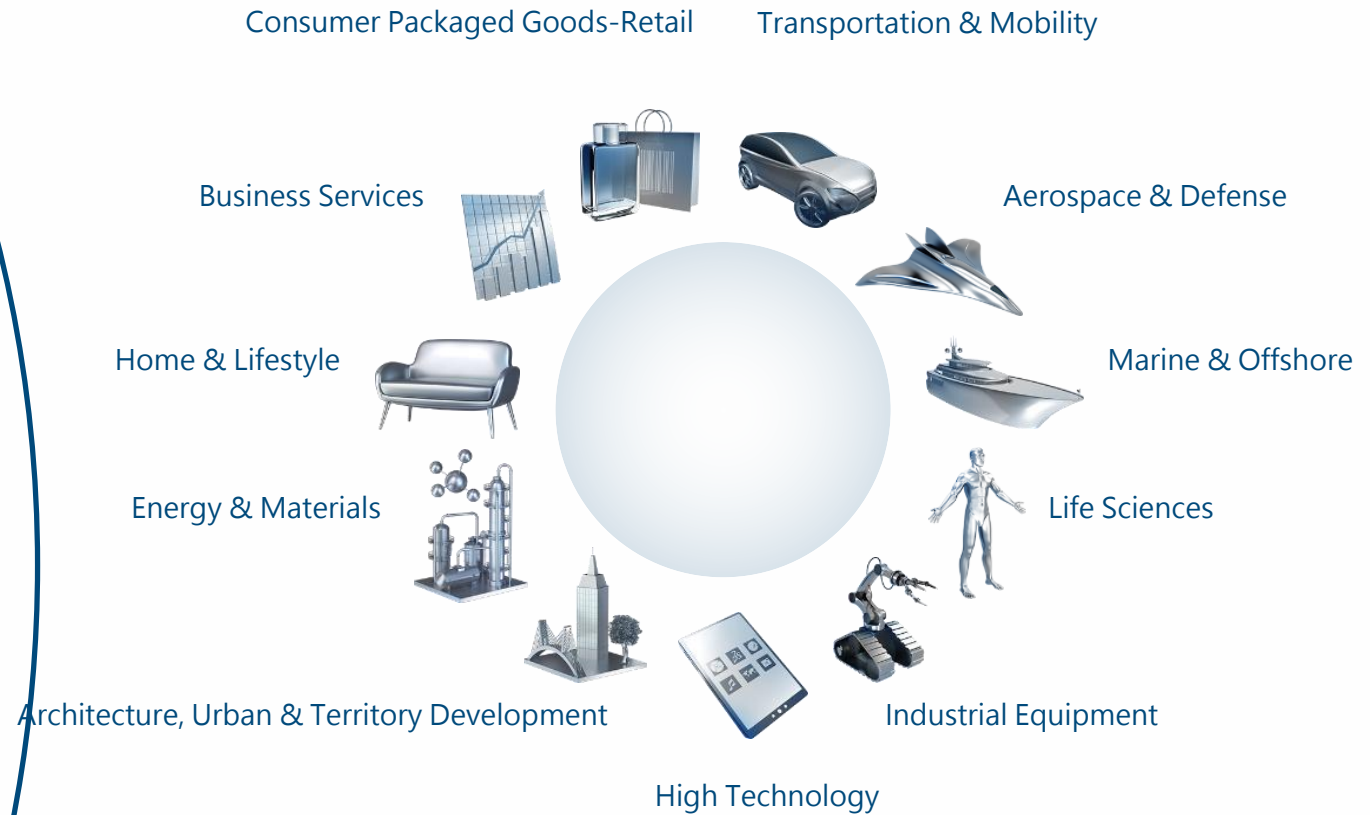 Consumer Packaged Goods-Retail
Transportation & Mobility
Business Services
Aerospace & Defense
Home & Lifestyle
Marine & Offshore
Energy & Materials
Life Sciences
Architecture, Urban & Territory Development
Industrial Equipment
High Technology